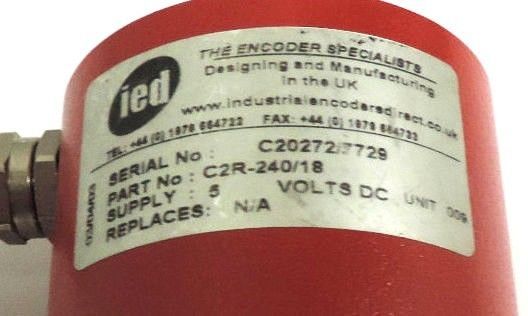 ied
THE ENCODER SPECIALISTS
Designing and Manufacturing
in the UK
www.industrialencodersdirect.co.uk
TEL: +44 (0) 1978 664722 FAX: +44 (0) 1978 664733
SERIAL No : C20272/7729
PART No : C2R-240/18
SUPPLY : 5 VOLTS DC UNIT 009
REPLACES: N/A